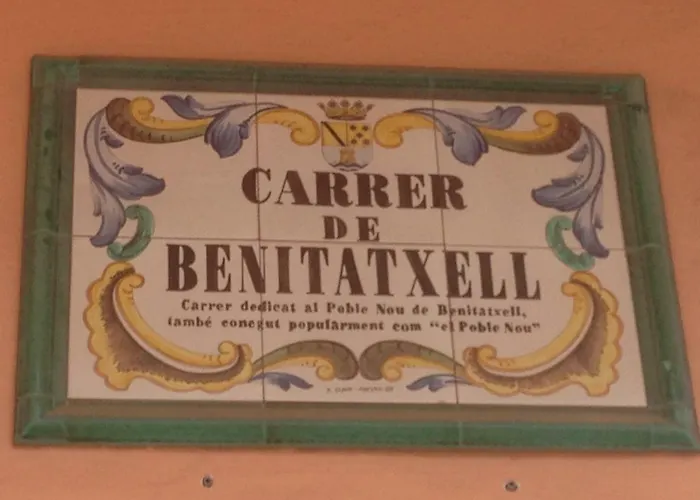 CARRER
DE
BENITATXELL
Carrer dedicat al Poble Nou de Benitatxell,
també conegut popularment com "el Poble Nou"